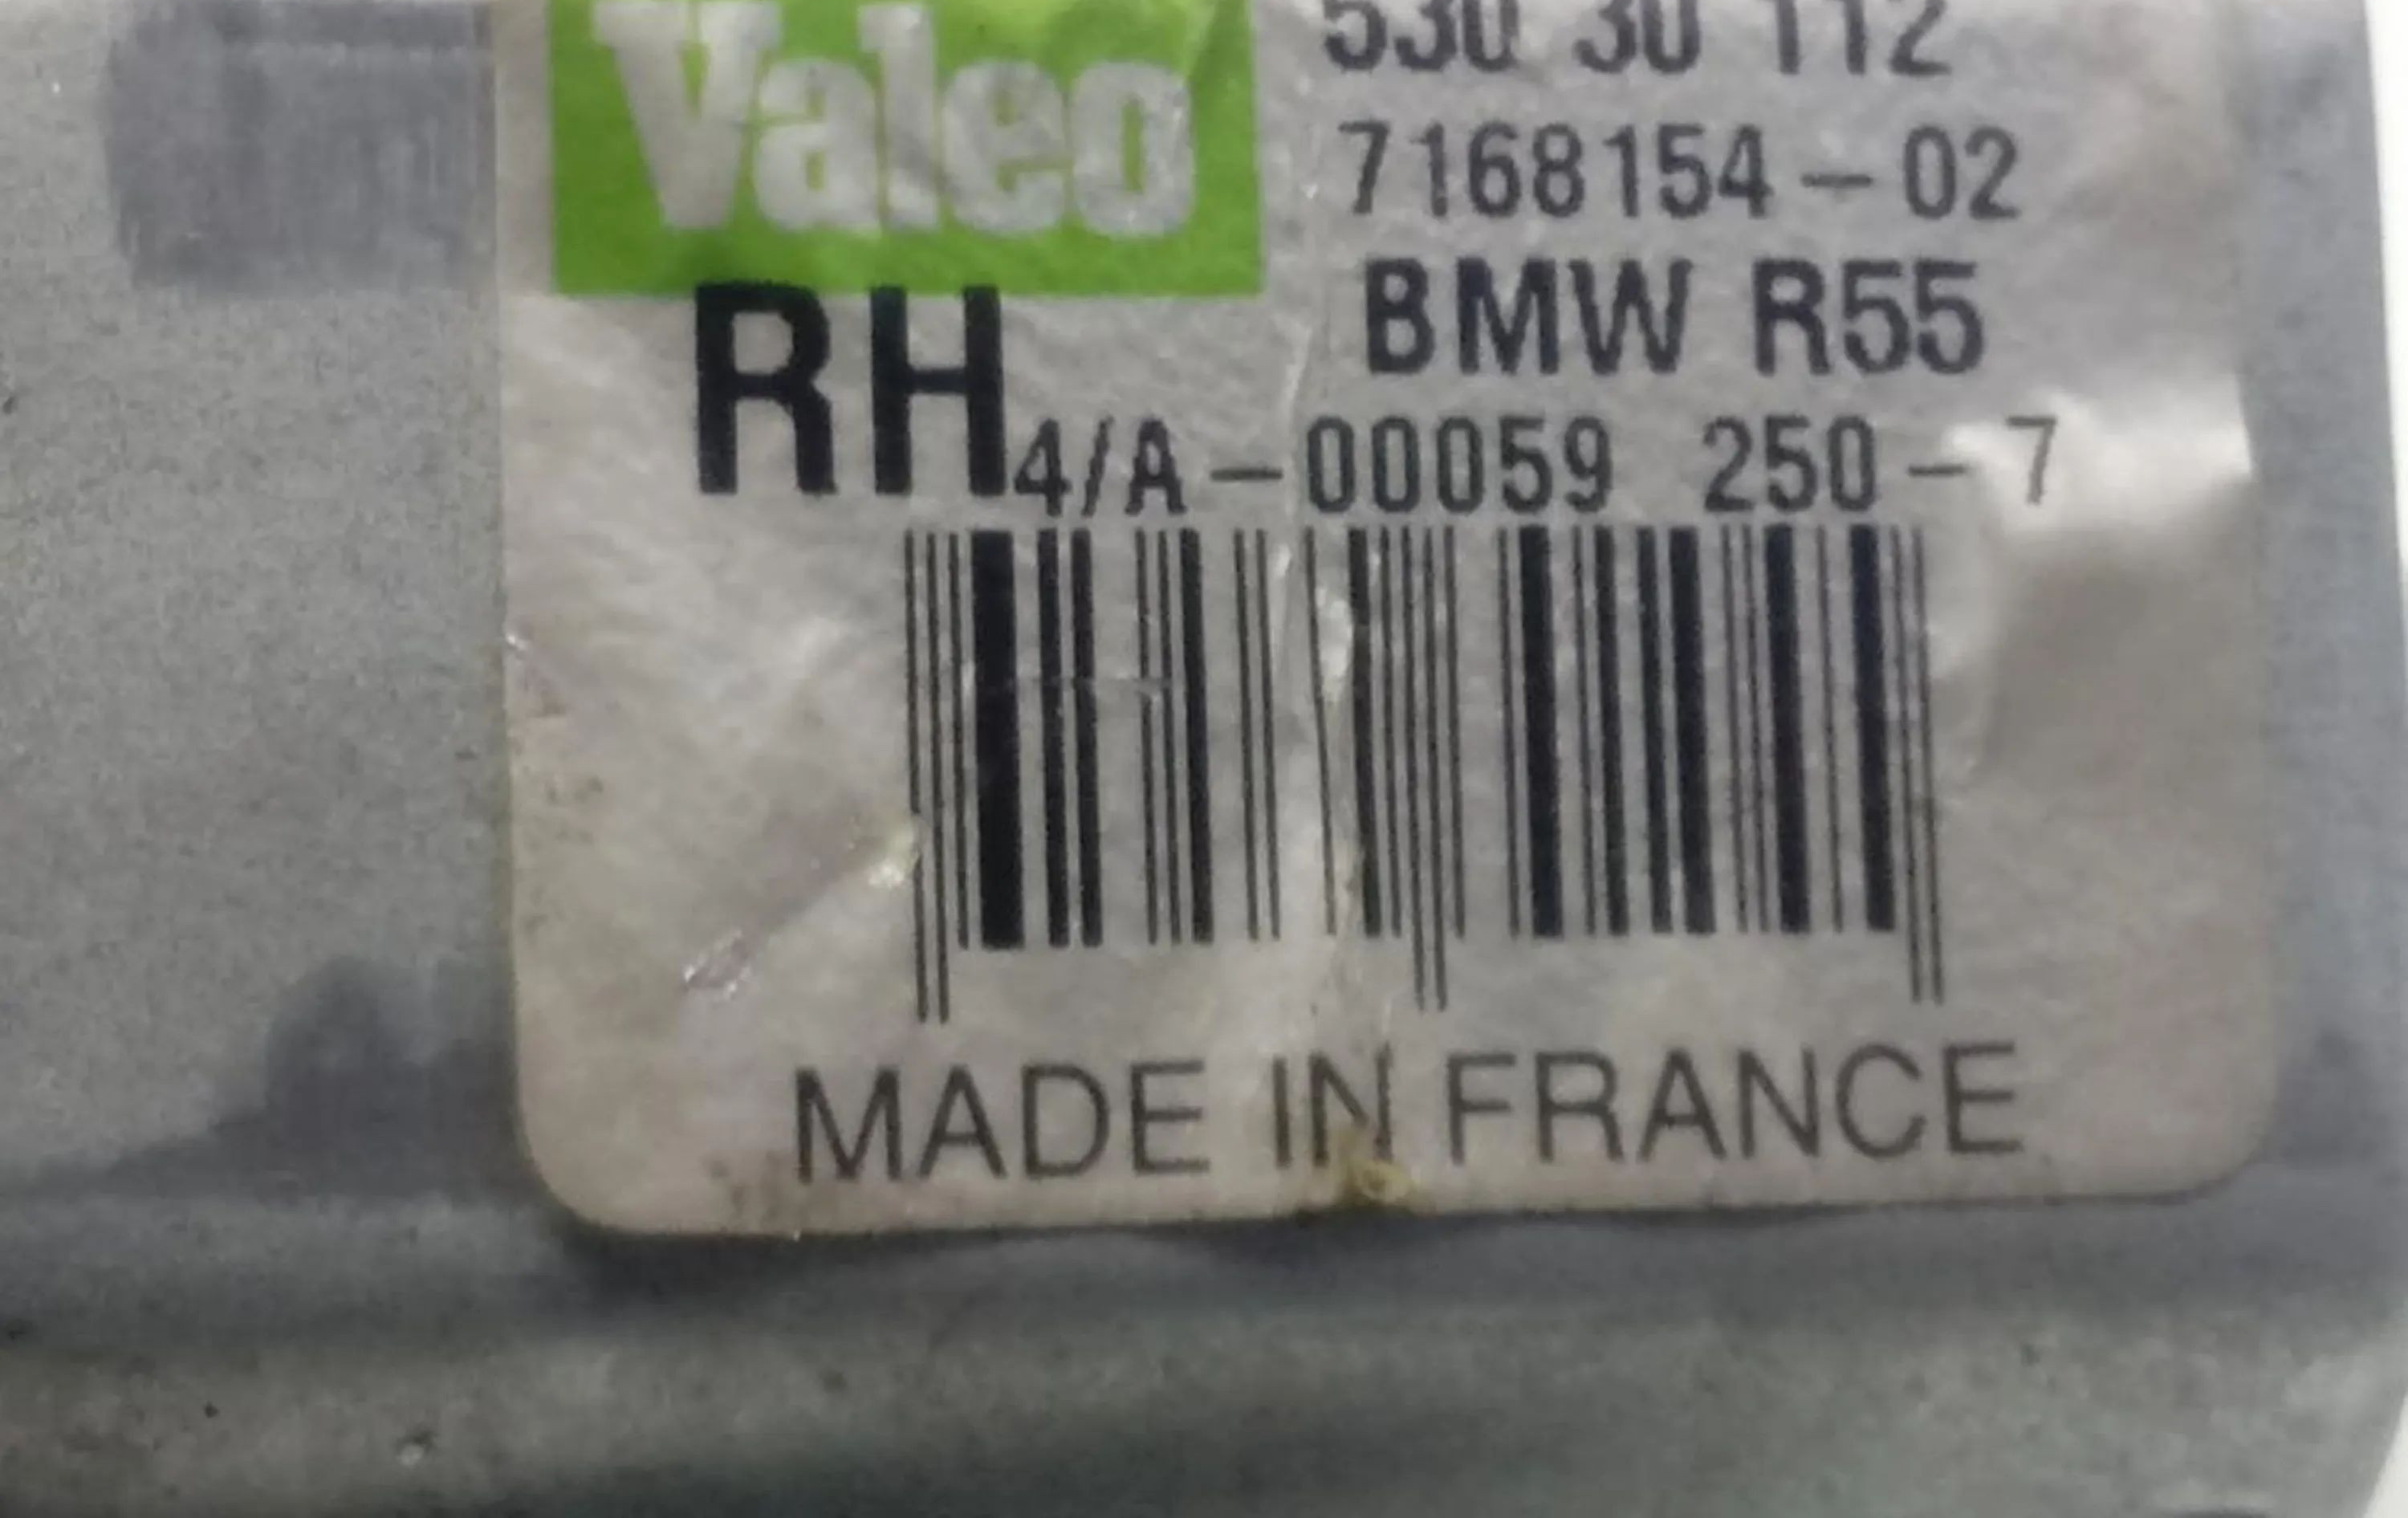 Valeo
530 30 112
7168154-02
BMW R55
RH
4/A-00059 250-7
MADE IN FRANCE